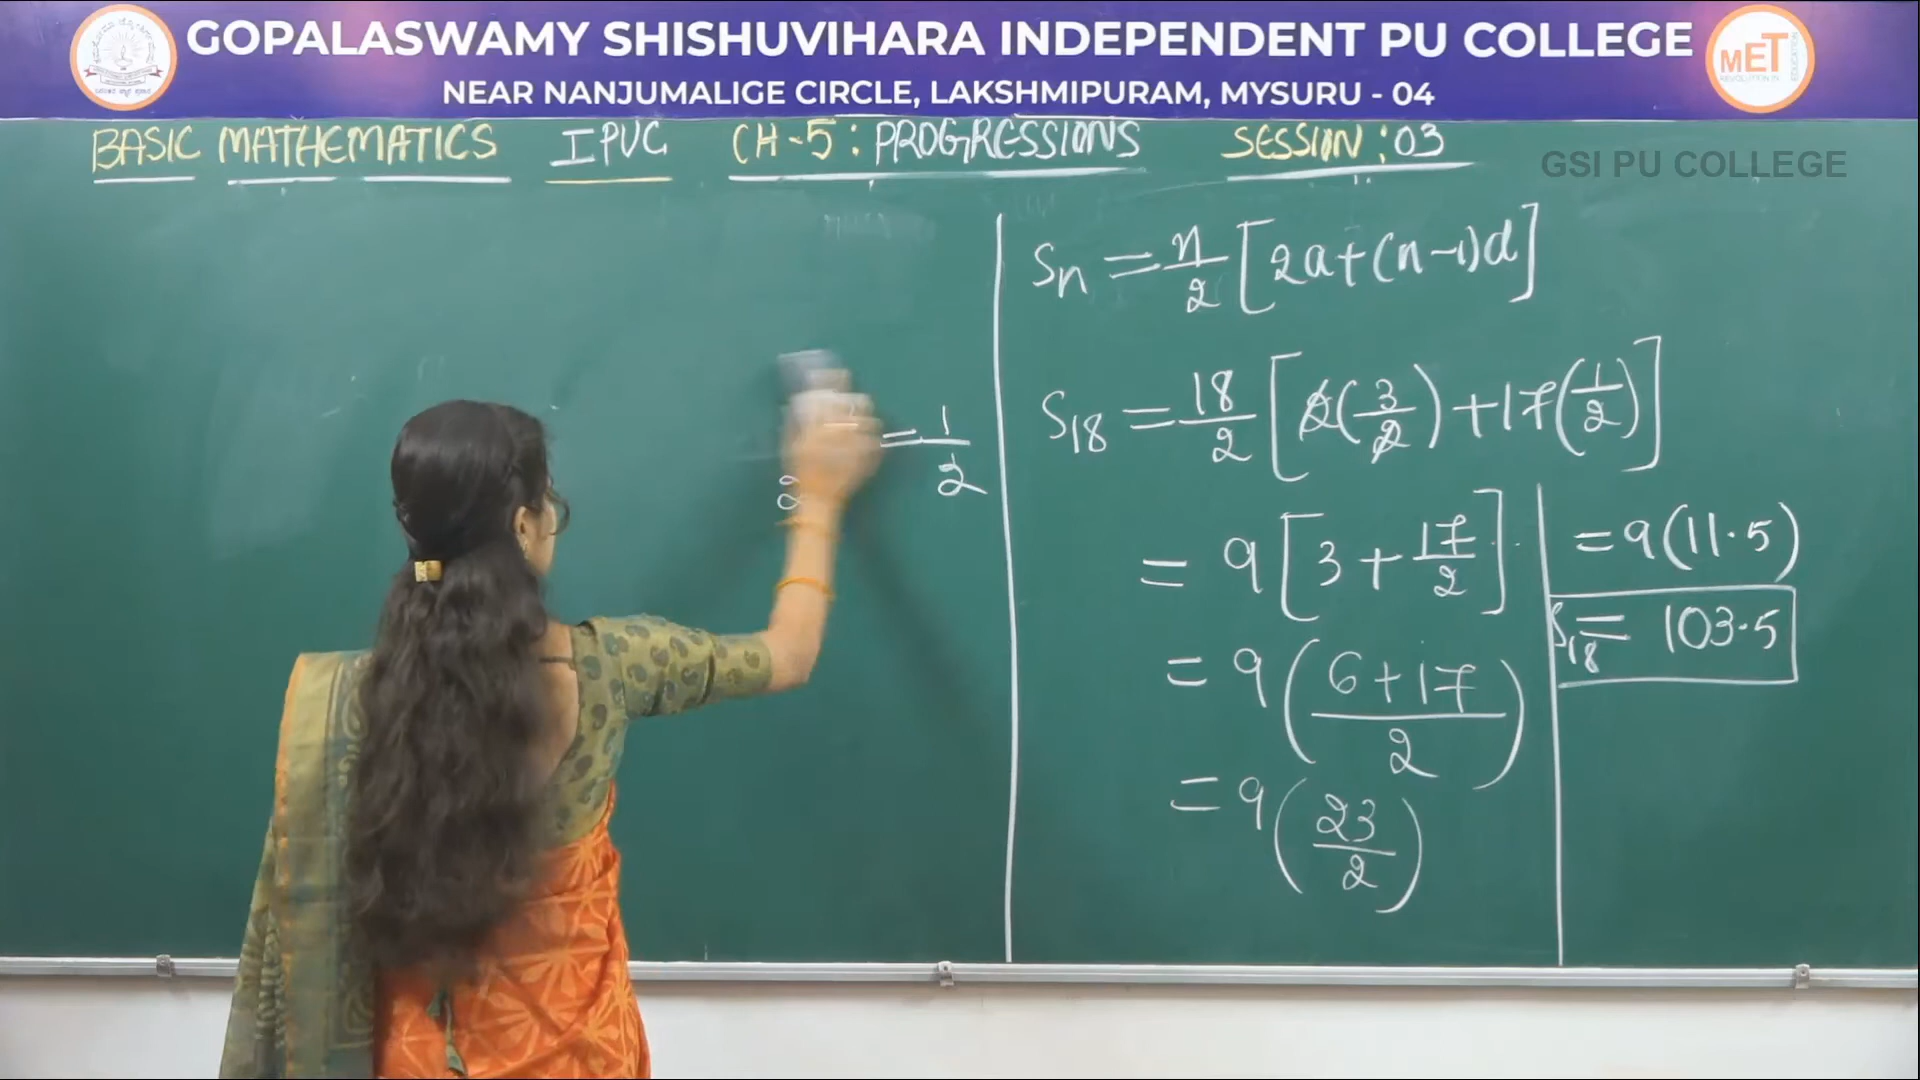 GOPALASWAMY SHISHUVIHARA INDEPENDENT PU COLLEGE
NEAR NANJUMALIGE CIRCLE, LAKSHMIPURAM, MYSURU - 04
MET
BASIC MATHEMATICS I PUC CH-5: PROGRESSIONS SESSION: 03
GSI PU COLLEGE
= 1/2
Sn = n/2 [2a+(n-1)d]
S18 = 18/2 [2(3/2)+17(1/2)]
= 9[3+17/2]
= 9(6+17/2)
= 9(23/2)
= 9(11.5)
S18 = 103.5